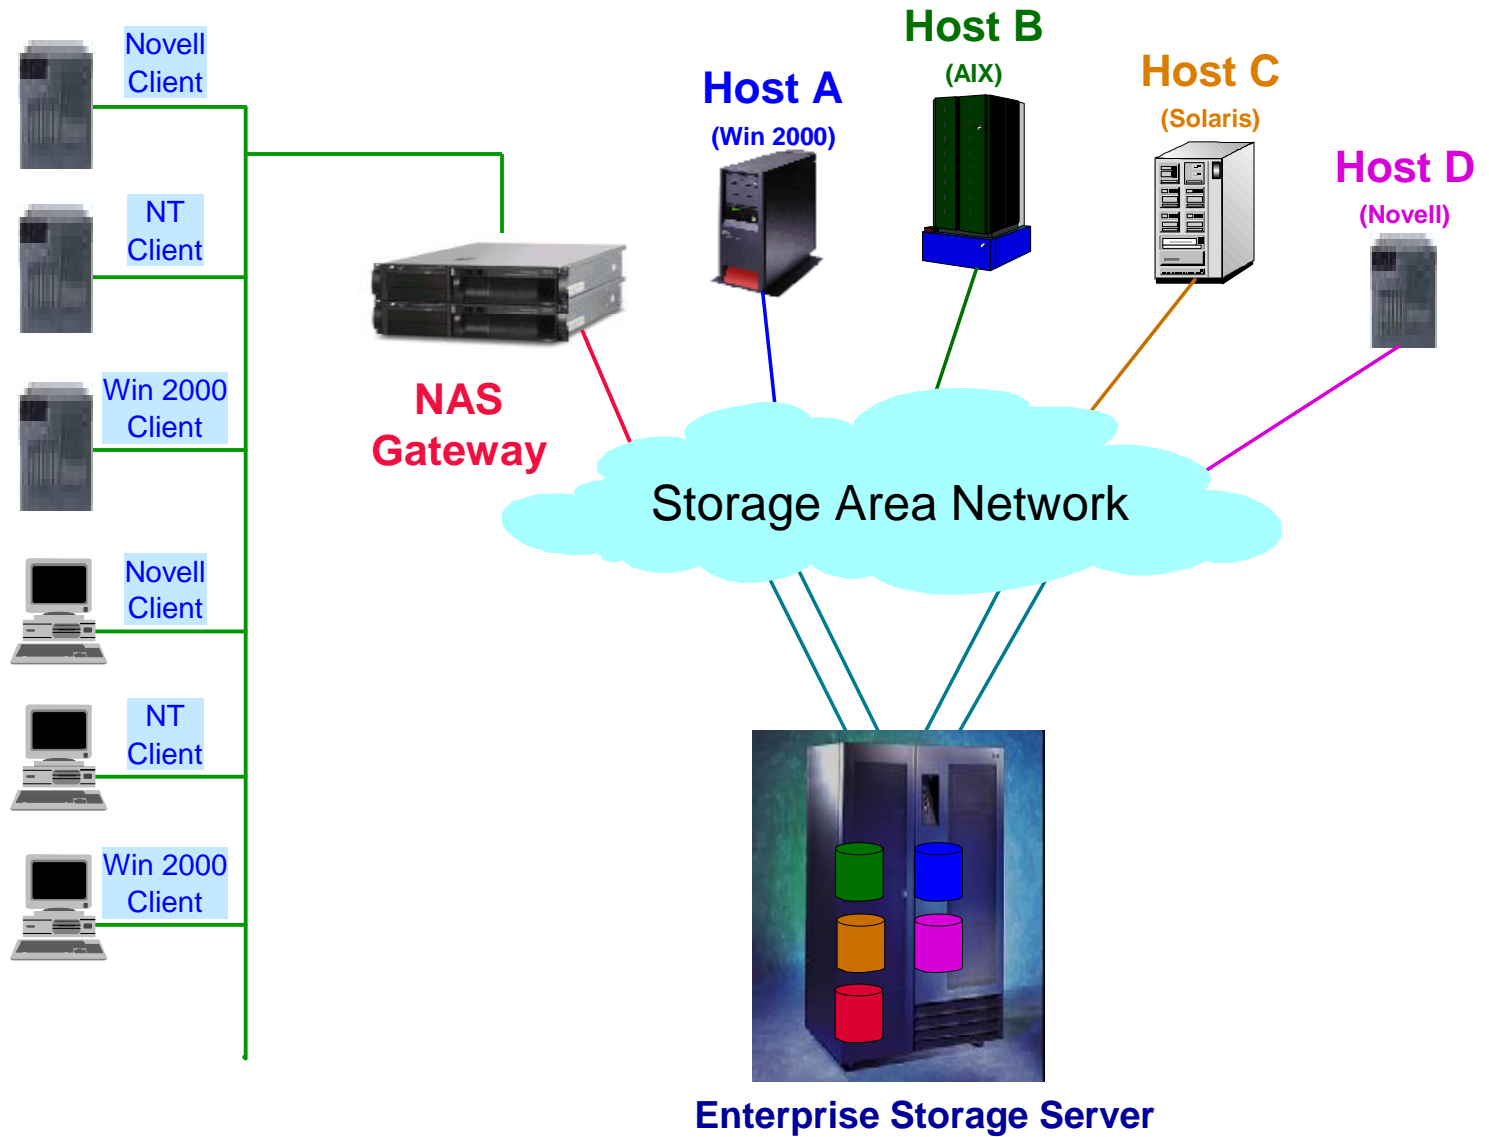 Novell
Client
NT
Client
Win 2000
Client
Novell
Client
NT
Client
Win 2000
Client
NAS
Gateway
Host A
(Win 2000)
Host B
(AIX)
Host C
(Solaris)
Host D
(Novell)
Storage Area Network
Enterprise Storage Server